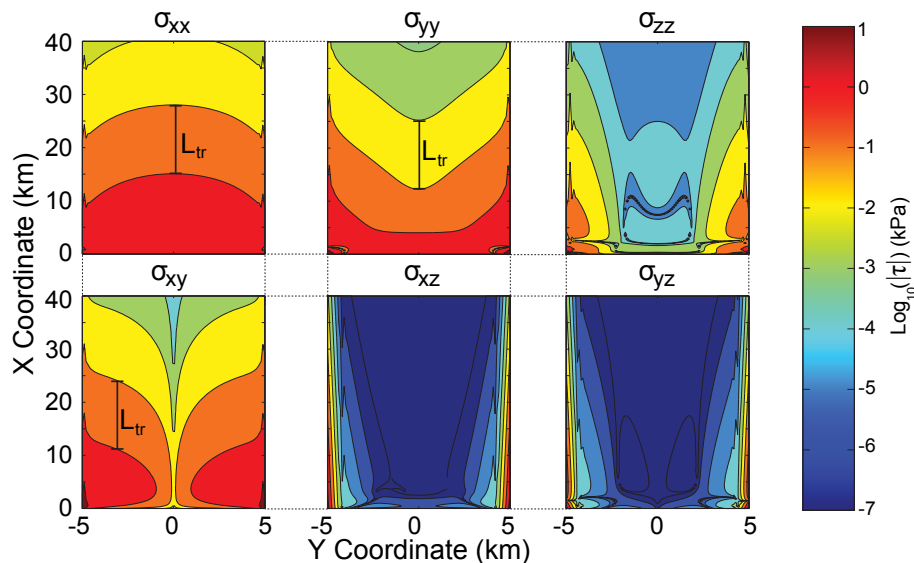 σxx σyy σzz
40
30
20
10
0
Ltr
Ltr
σxy σxz σyz
40
30
20
10
0
Ltr
-5 0 5
-5 0 5
-5 0 5
X Coordinate (km)
Y Coordinate (km)
1
0
-1
-2
-3
-4
-5
-6
-7
Log10(|τ|) (kPa)